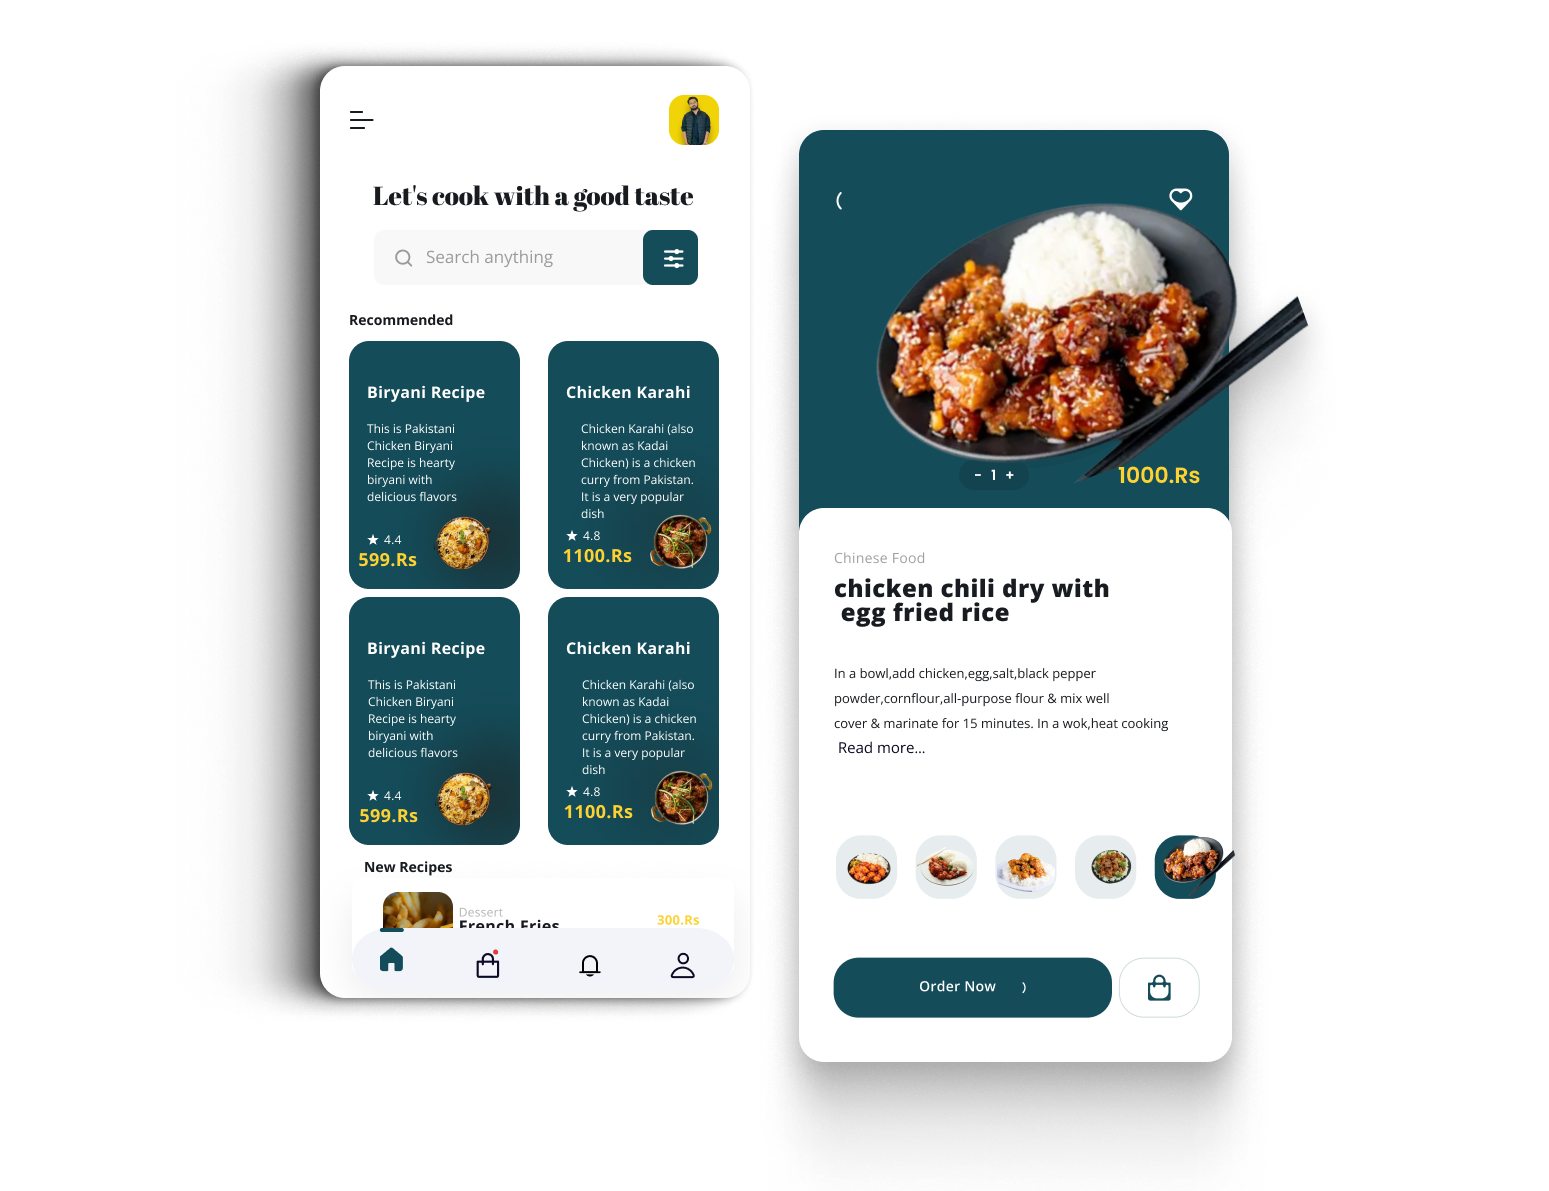 Let's cook with a good taste
Search anything
Recommended
Biryani Recipe
This is Pakistani
Chicken Biryani
Recipe is hearty
biryani with
delicious flavors
4.4
599.Rs
Chicken Karahi
Chicken Karahi (also
known as Kadai
Chicken) is a chicken
curry from Pakistan.
It is a very popular
dish
4.8
1100.Rs
Biryani Recipe
This is Pakistani
Chicken Biryani
Recipe is hearty
biryani with
delicious flavors
4.4
599.Rs
Chicken Karahi
Chicken Karahi (also
known as Kadai
Chicken) is a chicken
curry from Pakistan.
It is a very popular
dish
4.8
1100.Rs
New Recipes
Dessert
French Fries
300.Rs
- 1 +
1000.Rs
Chinese Food
chicken chili dry with
egg fried rice
In a bowl,add chicken,egg,salt,black pepper
powder,cornflour,all-purpose flour & mix well
cover & marinate for 15 minutes. In a wok,heat cooking
Read more...
Order Now